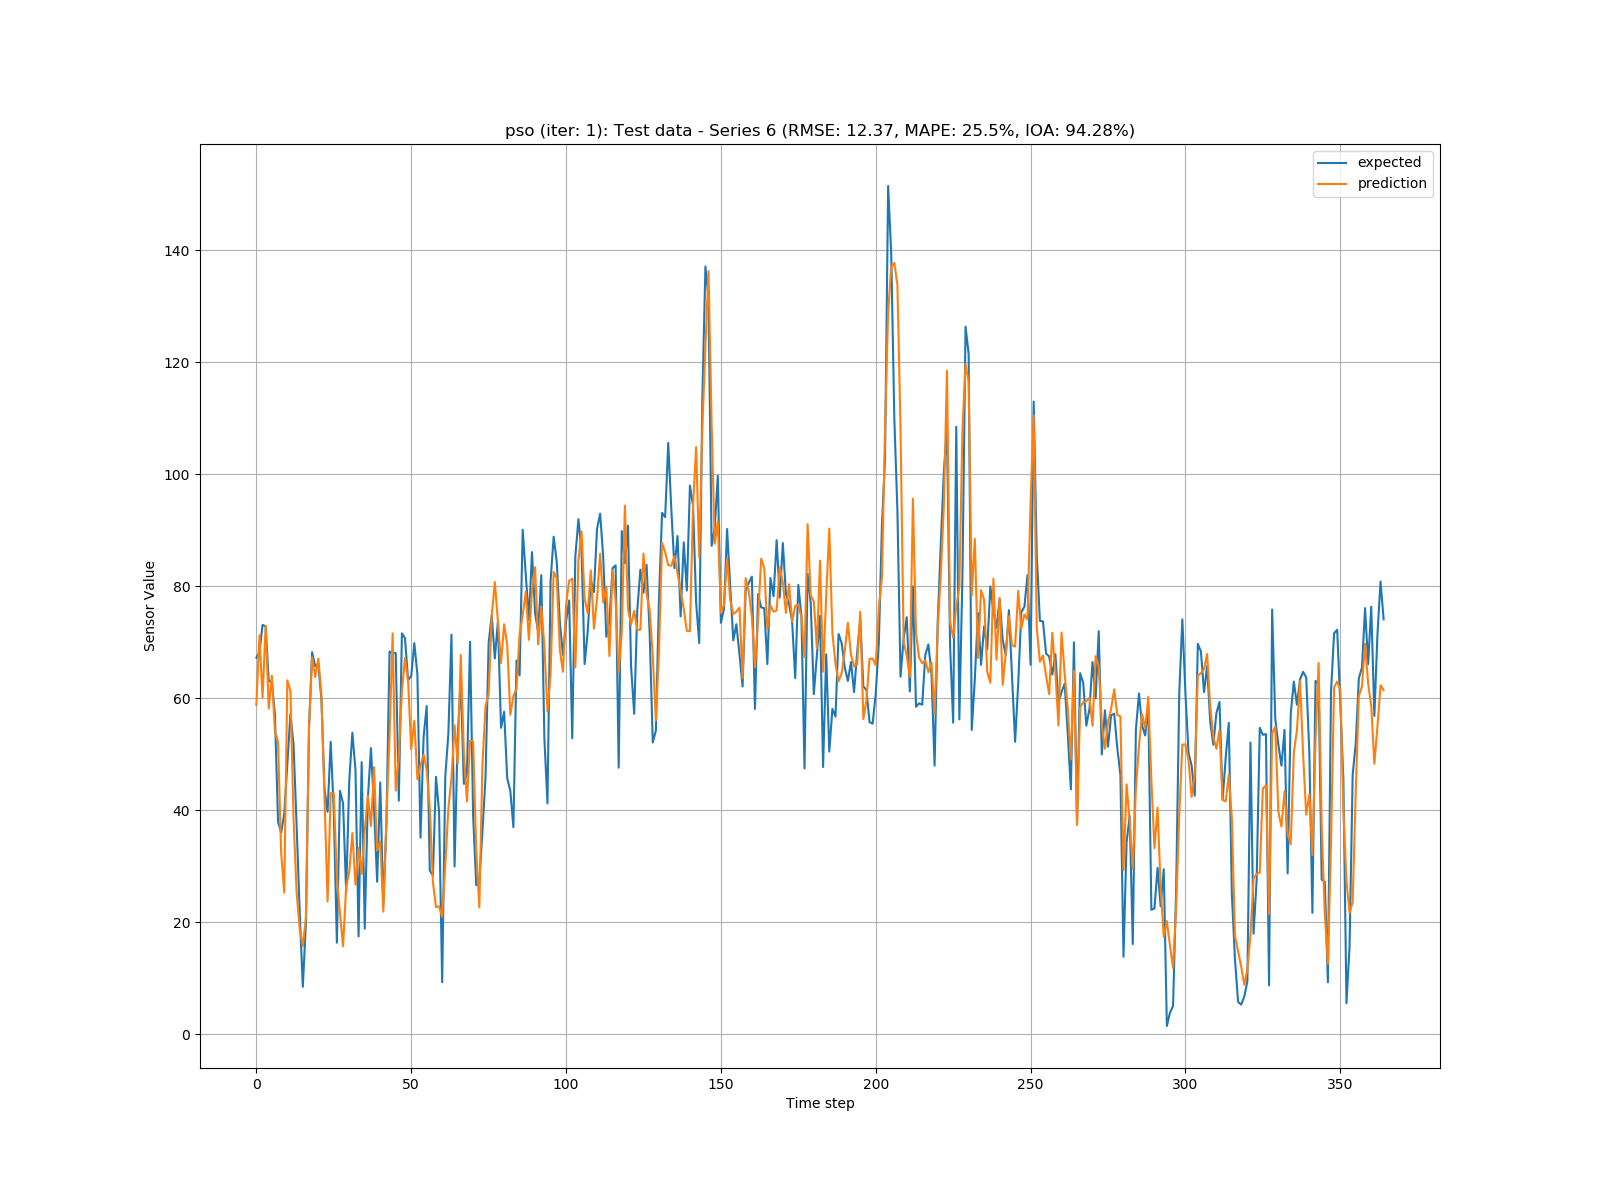 pso (iter: 1): Test data - Series 6 (RMSE: 12.37, MAPE: 25.5%, IOA: 94.28%)
expected
prediction
Sensor Value
140
120
100
80
60
40
20
0
0 50 100 150 200 250 300 350
Time step